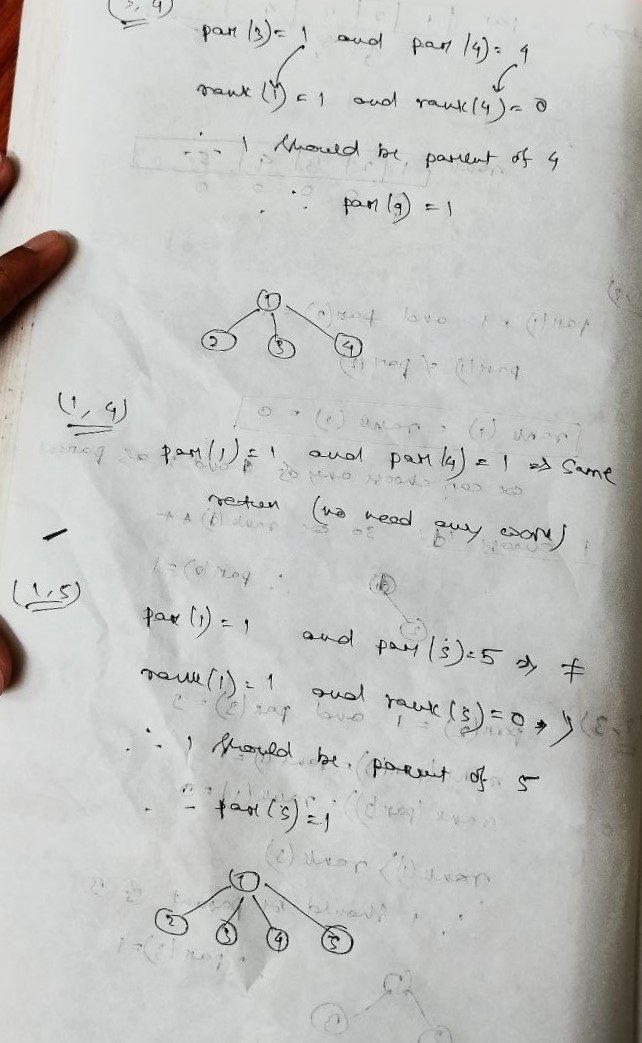 (3, 4)
par(3) = 1 and par(4) = 4
rank(1) = 1 and rank(4) = 0
∴ 1 should be parent of 4
∴ par(4) = 1
1
2 3 4
(1, 4)
par(1) = 1 and par(4) = 1 ⇒ same
return (no need any work)
(1, 5)
par(1) = 1 and par(5) = 5 ⇒ ≠
rank(1) = 1 and rank(5) = 0 ⇒ >
∴ 1 should be parent of 5
∴ par(5) = 1
1
2 3 4 5